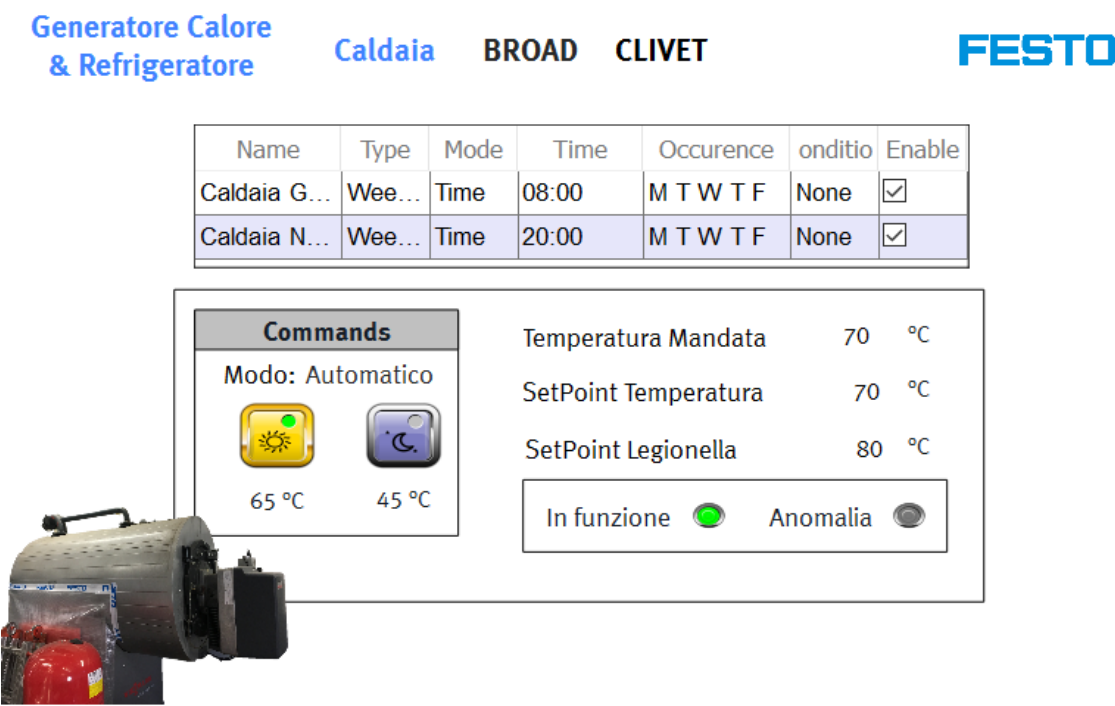 Generatore Calore
& Refrigeratore
Caldaia BROAD CLIVET
FESTO
Name Type Mode Time Occurence onditio Enable
Caldaia G... Wee... Time 08:00 M T W T F None
Caldaia N... Wee... Time 20:00 M T W T F None
Commands
Modo: Automatico
65 °C 45 °C
Temperatura Mandata 70 °C
SetPoint Temperatura 70 °C
SetPoint Legionella 80 °C
In funzione Anomalia